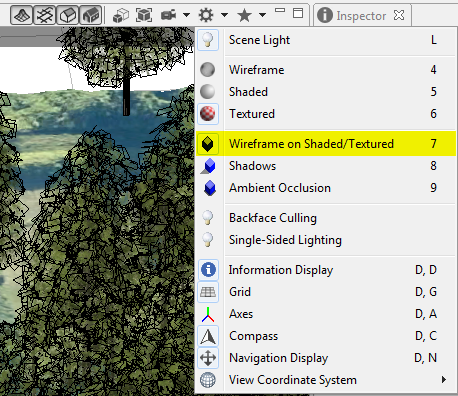 Inspector
Scene Light L
Wireframe 4
Shaded 5
Textured 6
Wireframe on Shaded/Textured 7
Shadows 8
Ambient Occlusion 9
Backface Culling
Single-Sided Lighting
Information Display D, D
Grid D, G
Axes D, A
Compass D, C
Navigation Display D, N
View Coordinate System